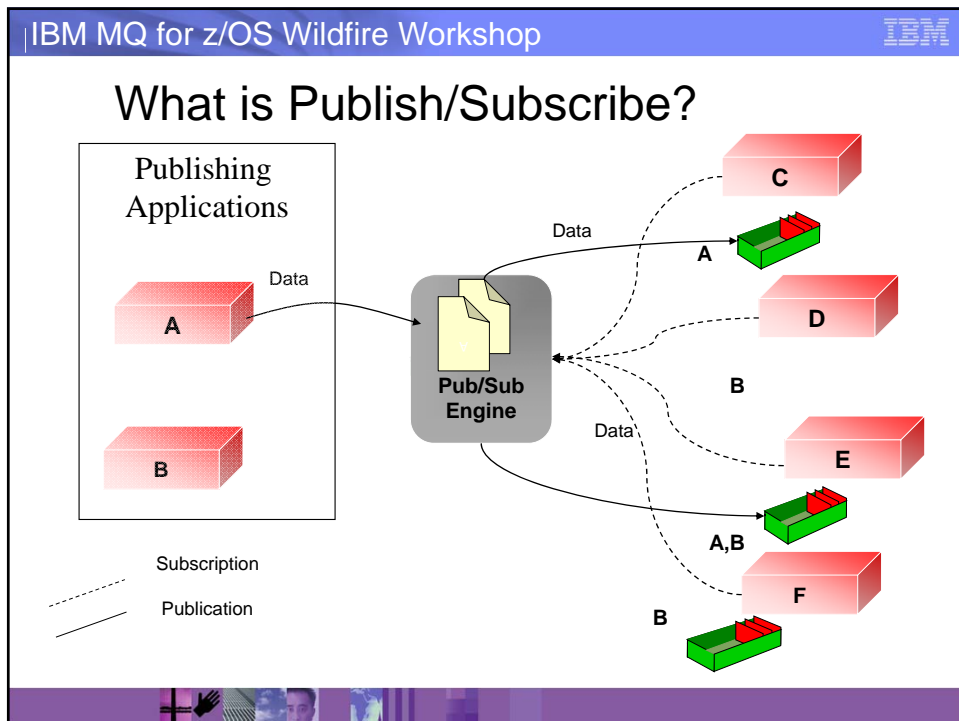 IBM MQ for z/OS Wildfire Workshop
IBM
What is Publish/Subscribe?
Publishing
Applications
A
B
Data
Pub/Sub
Engine
Data
Data
C
A
D
B
E
A,B
F
B
Subscription
Publication